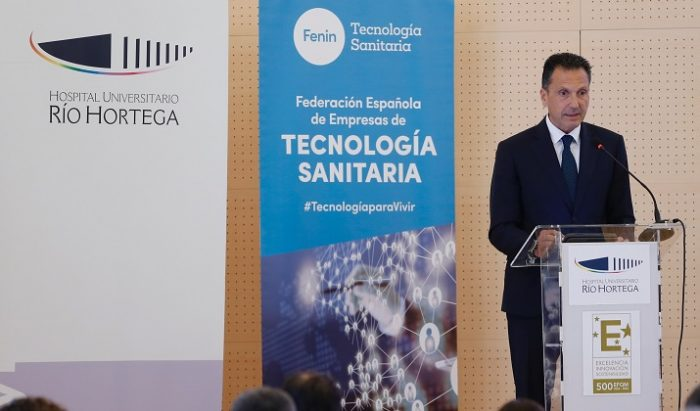 HOSPITAL UNIVERSITARIO
RÍO HORTEGA
Fenin
Tecnología
Sanitaria
Federación Española
de Empresas de
TECNOLOGÍA
SANITARIA
#TecnologíaparaVivir
HOSPITAL UNIVERSITARIO
RÍO HORTEGA
E
EXCELENCIA
INNOVACIÓN
SOSTENIBILIDAD
500 EFQM